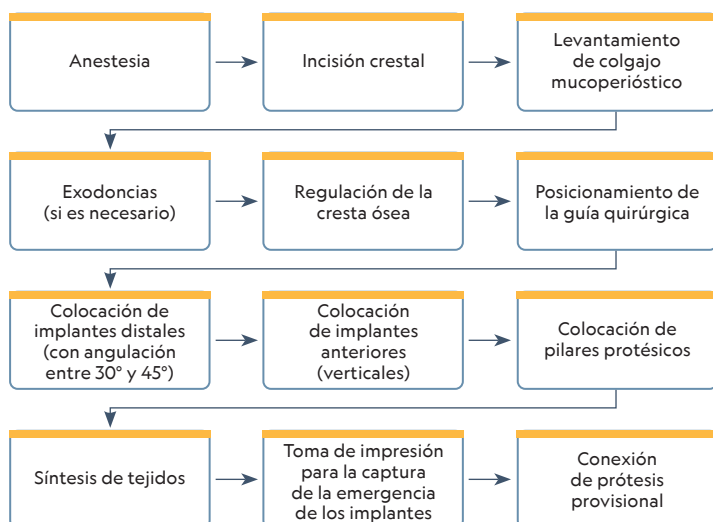 Anestesia
Incisión crestal
Levantamiento
de colgajo
mucoperióstico
Exodoncias
(si es necesario)
Regulación de la
cresta ósea
Posicionamiento de
la guía quirúrgica
Colocación de
implantes distales
(con angulación
entre 30° y 45°)
Colocación
de implantes
anteriores
(verticales)
Colocación de
pilares protésicos
Síntesis de tejidos
Toma de impresión
para la captura
de la emergencia
de los implantes
Conexión
de prótesis
provisional